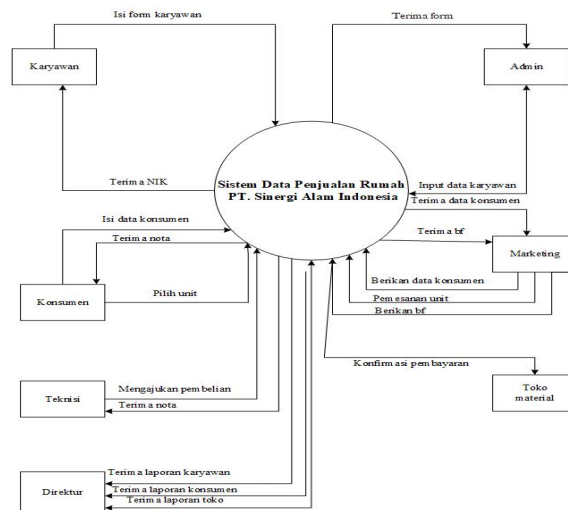 Isi form karyawan
Terima form
Karyawan
Admin
Sistem Data Penjualan Rumah
PT. Sinergi Alam Indonesia
Terima NIK
Input data karyawan
Terima data konsumen
Isi data konsumen
Terima nota
Terima bf
Marketing
Konsumen
Pilih unit
Berikan data konsumen
Pemesanan unit
Berikan bf
Konfirmasi pembayaran
Toko
material
Teknisi
Mengajukan pembelian
Terima nota
Direktur
Terima laporan karyawan
Terima laporan konsumen
Terima laporan toko